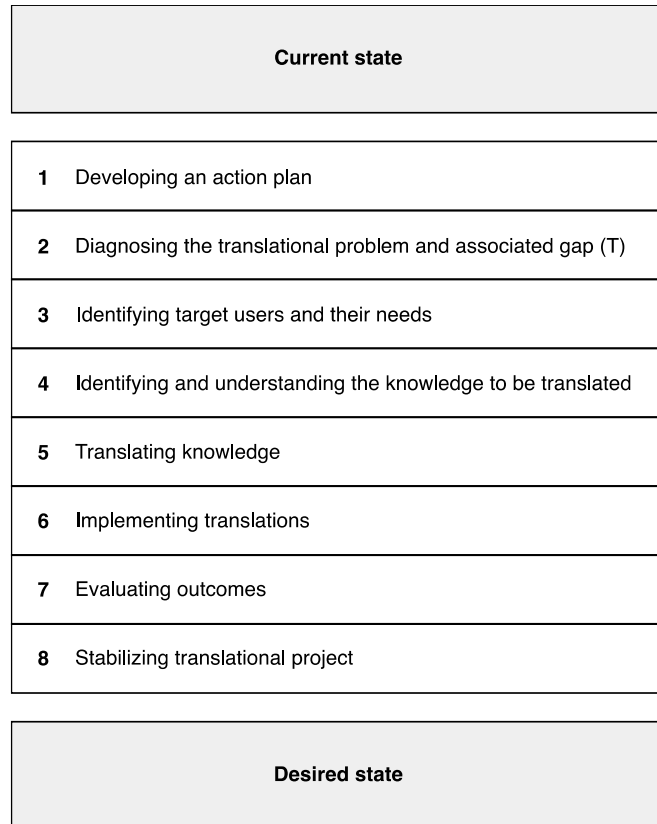 Current state
1 Developing an action plan
2 Diagnosing the translational problem and associated gap (T)
3 Identifying target users and their needs
4 Identifying and understanding the knowledge to be translated
5 Translating knowledge
6 Implementing translations
7 Evaluating outcomes
8 Stabilizing translational project
Desired state